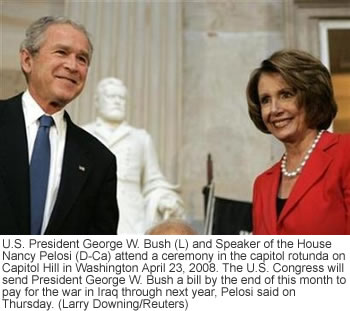 U.S. President George W. Bush (L) and Speaker of the House
Nancy Pelosi (D-Ca) attend a ceremony in the capitol rotunda on
Capitol Hill in Washington April 23, 2008. The U.S. Congress will
send President George W. Bush a bill by the end of this month to
pay for the war in Iraq through next year, Pelosi said on
Thursday. (Larry Downing/Reuters)